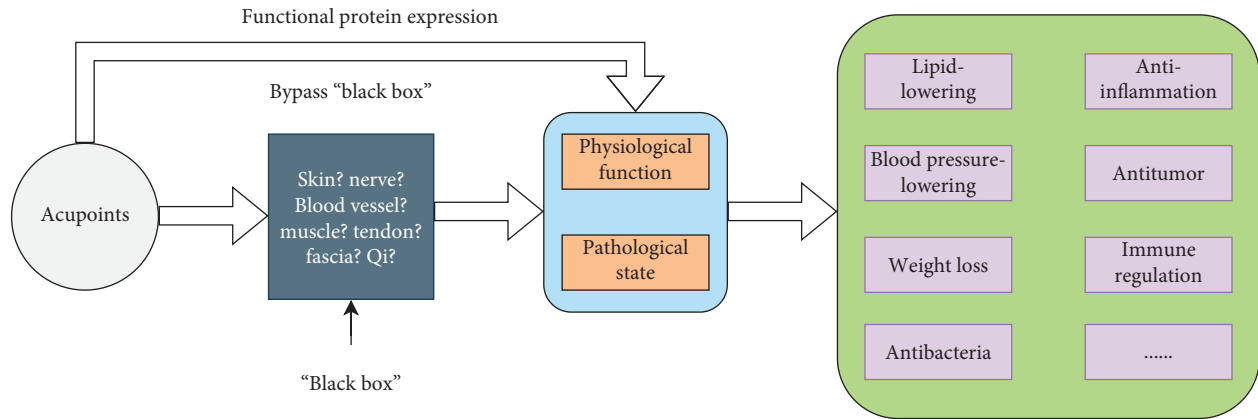 Functional protein expression
Bypass “black box”
Acupoints
Skin? nerve?
Blood vessel?
muscle? tendon?
fascia? Qi?
“Black box”
Physiological
function
Pathological
state
Lipid-
lowering
Anti-
inflammation
Blood pressure-
lowering
Antitumor
Weight loss
Immune
regulation
Antibacteria
......